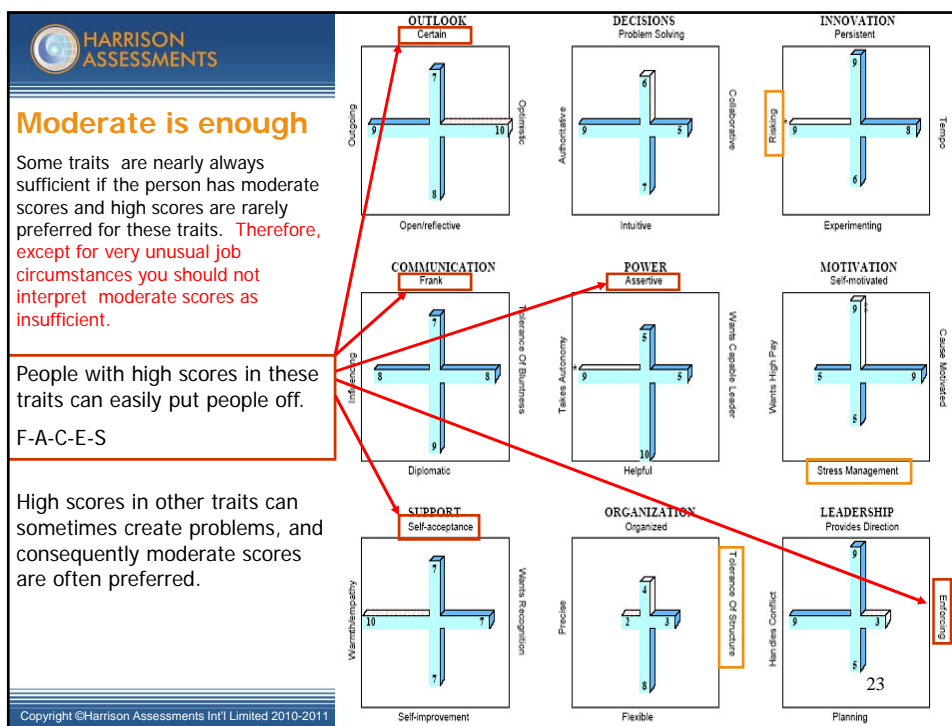 HARRISON
ASSESSMENTS
Moderate is enough
Some traits are nearly always
sufficient if the person has moderate
scores and high scores are rarely
preferred for these traits. Therefore,
except for very unusual job
circumstances you should not
interpret moderate scores as
insufficient.
People with high scores in these
traits can easily put people off.
F-A-C-E-S
High scores in other traits can
sometimes create problems, and
consequently moderate scores
are often preferred.
Copyright ©Harrison Assessments Int'l Limited 2010-2011
OUTLOOK
Certain
Outgoing
7
9
10
8
Optimistic
Open/reflective
DECISIONS
Problem Solving
Authoritative
6
9
5
7
Collaborative
Intuitive
INNOVATION
Persistent
Risking
9
*
9
8
6
Tempo
Experimenting
COMMUNICATION
Frank
Influencing
7
8
8
9
Tolerance Of Bluntness
Diplomatic
POWER
Assertive
Takes Autonomy
5
*
9
5
10
Wants Capable Leader
Helpful
MOTIVATION
Self-motivated
Wants High Pay
9
5
9
5
Cause Motivated
Stress Management
SUPPORT
Self-acceptance
Warmth/empathy
7
10
7
7
Wants Recognition
Self-improvement
ORGANIZATION
Organized
Precise
4
2
3
8
Tolerance Of Structure
Flexible
LEADERSHIP
Provides Direction
Handles Conflict
9
9
3
5
Enforcing
23
Planning